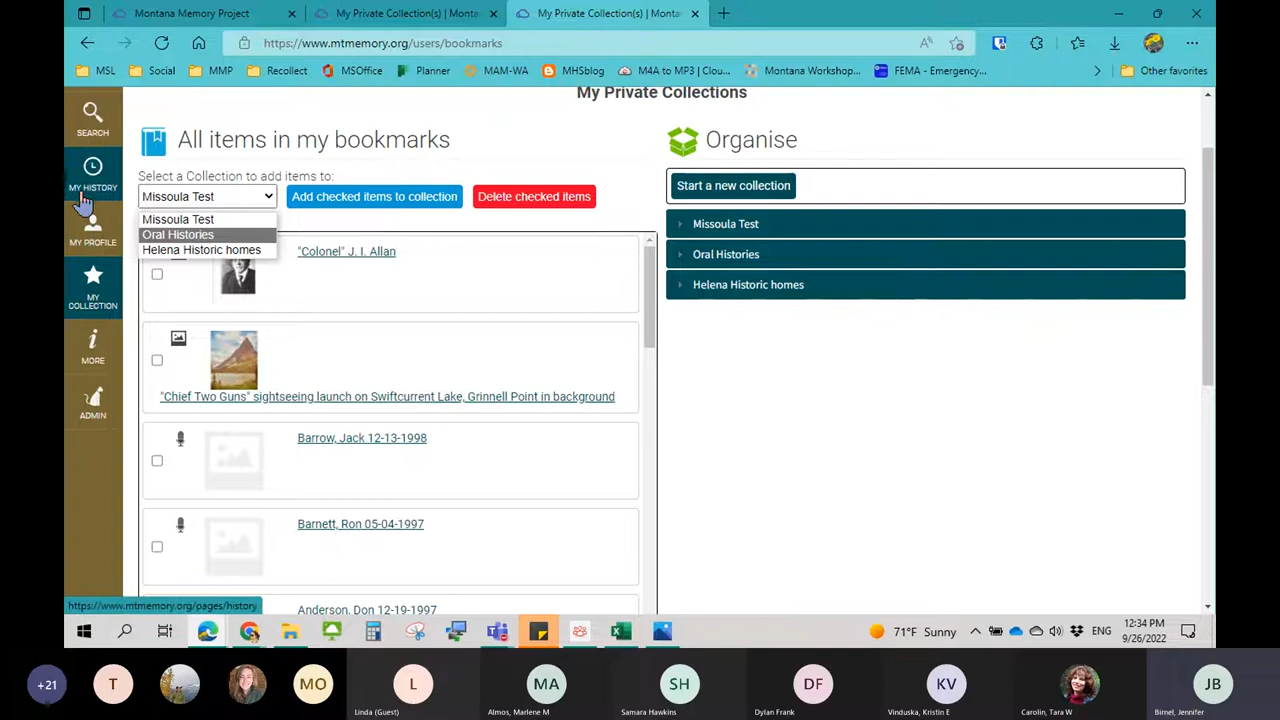 Montana Memory Project
My Private Collection(s) | Monta
My Private Collection(s) | Monta
https://www.mtmemory.org/users/bookmarks
MSL
Social
MMP
Recollect
MSOffice
Planner
MAM-WA
MHSblog
M4A to MP3 | Clou...
Montana Workshop...
FEMA - Emergency...
Other favorites
My Private Collections
SEARCH
MY HISTORY
MY PROFILE
MY COLLECTION
MORE
ADMIN
All items in my bookmarks
Select a Collection to add items to:
Missoula Test
Add checked items to collection
Delete checked items
Missoula Test
Oral Histories
Helena Historic homes
"Colonel" J. I. Allan
"Chief Two Guns" sightseeing launch on Swiftcurrent Lake, Grinnell Point in background
Barrow, Jack 12-13-1998
Barnett, Ron 05-04-1997
Anderson, Don 12-19-1997
Organise
Start a new collection
Missoula Test
Oral Histories
Helena Historic homes
https://www.mtmemory.org/pages/history
71°F Sunny
ENG
12:34 PM
9/26/2022
+21
T
MO
L
Linda (Guest)
MA
Almos, Marlene M
SH
Samara Hawkins
DF
Dylan Frank
KV
Vinduska, Kristin E
Carolin, Tara W
JB
Birnel, Jennifer